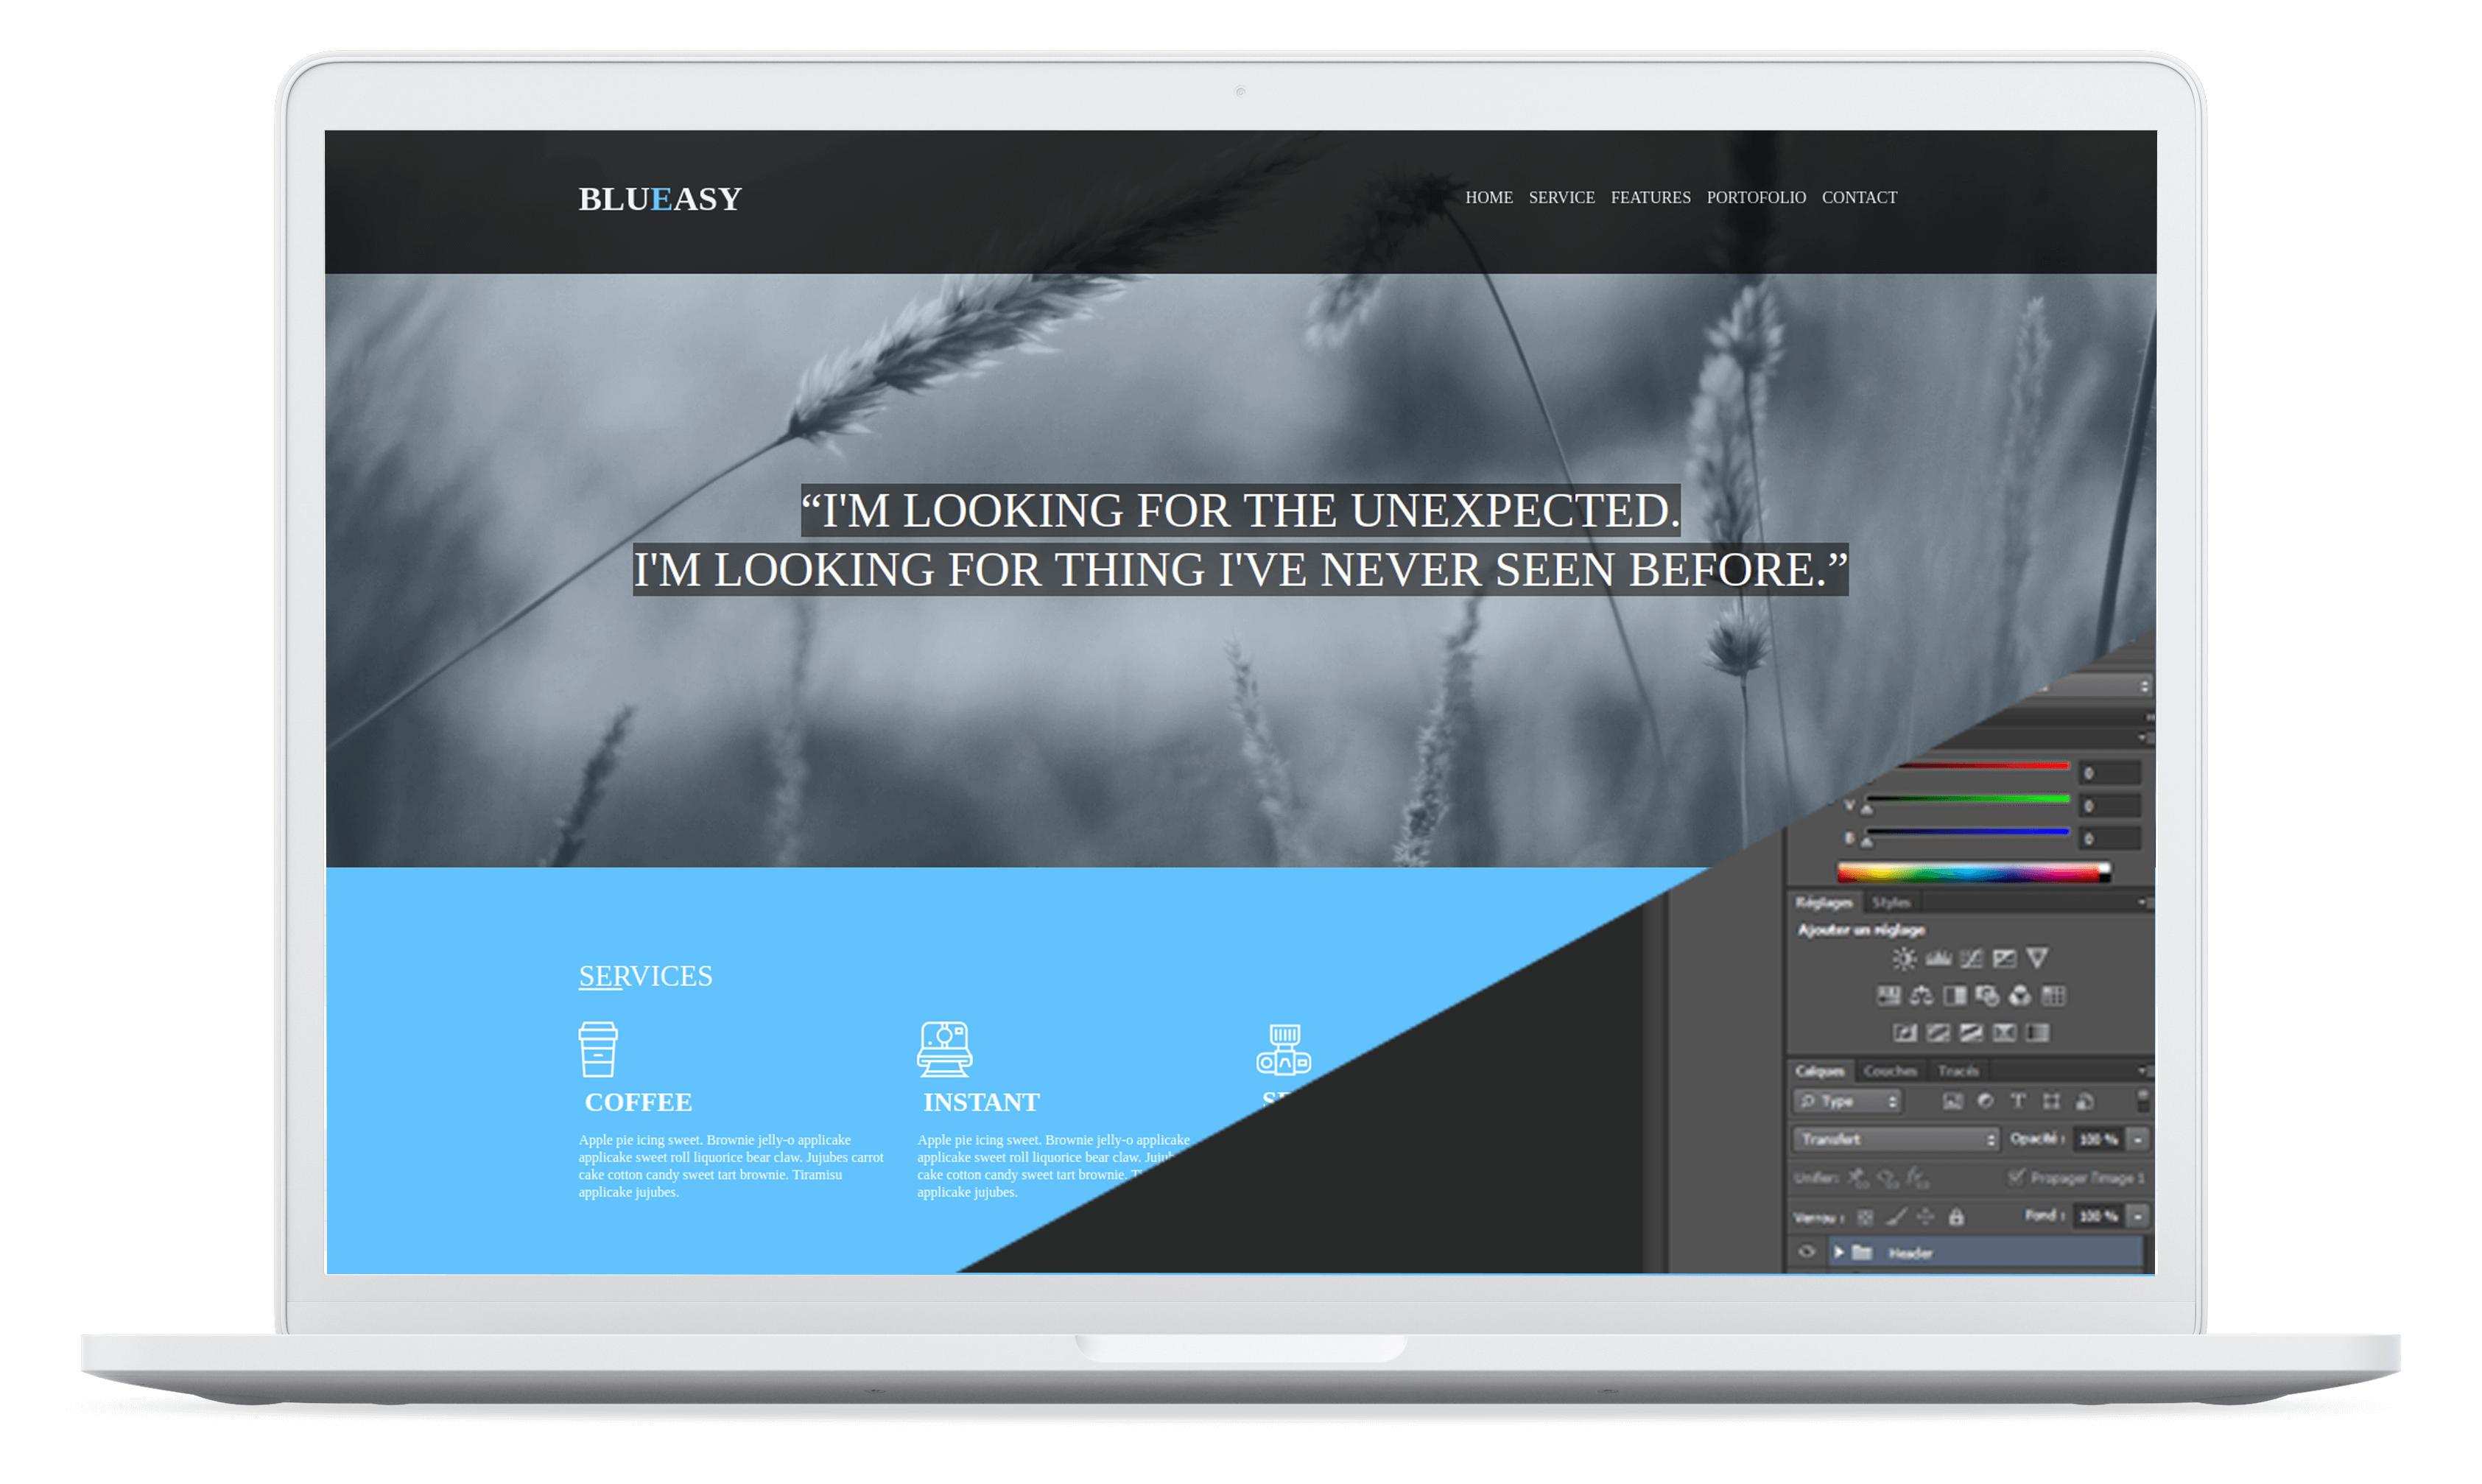 BLUEASY
HOME SERVICE FEATURES PORTOFOLIO CONTACT
“I'M LOOKING FOR THE UNEXPECTED.
I'M LOOKING FOR THING I'VE NEVER SEEN BEFORE.”
SERVICES
COFFEE
Apple pie icing sweet. Brownie jelly-o applicake
applicake sweet roll liquorice bear claw. Jujubes carrot
cake cotton candy sweet tart brownie. Tiramisu
applicake jujubes.
INSTANT
Apple pie icing sweet. Brownie jelly-o applicake
applicake sweet roll liquorice bear claw.
cake cotton candy sweet tart brownie.
applicake jujubes.
0
V 0
B 0
Réglages Styles
Ajouter un réglage
Calques Couches Tracés
Type
Transfert Opacité : 100 %
Unifier : Propager l'image 1
Verrou : Fond : 100 %
Header